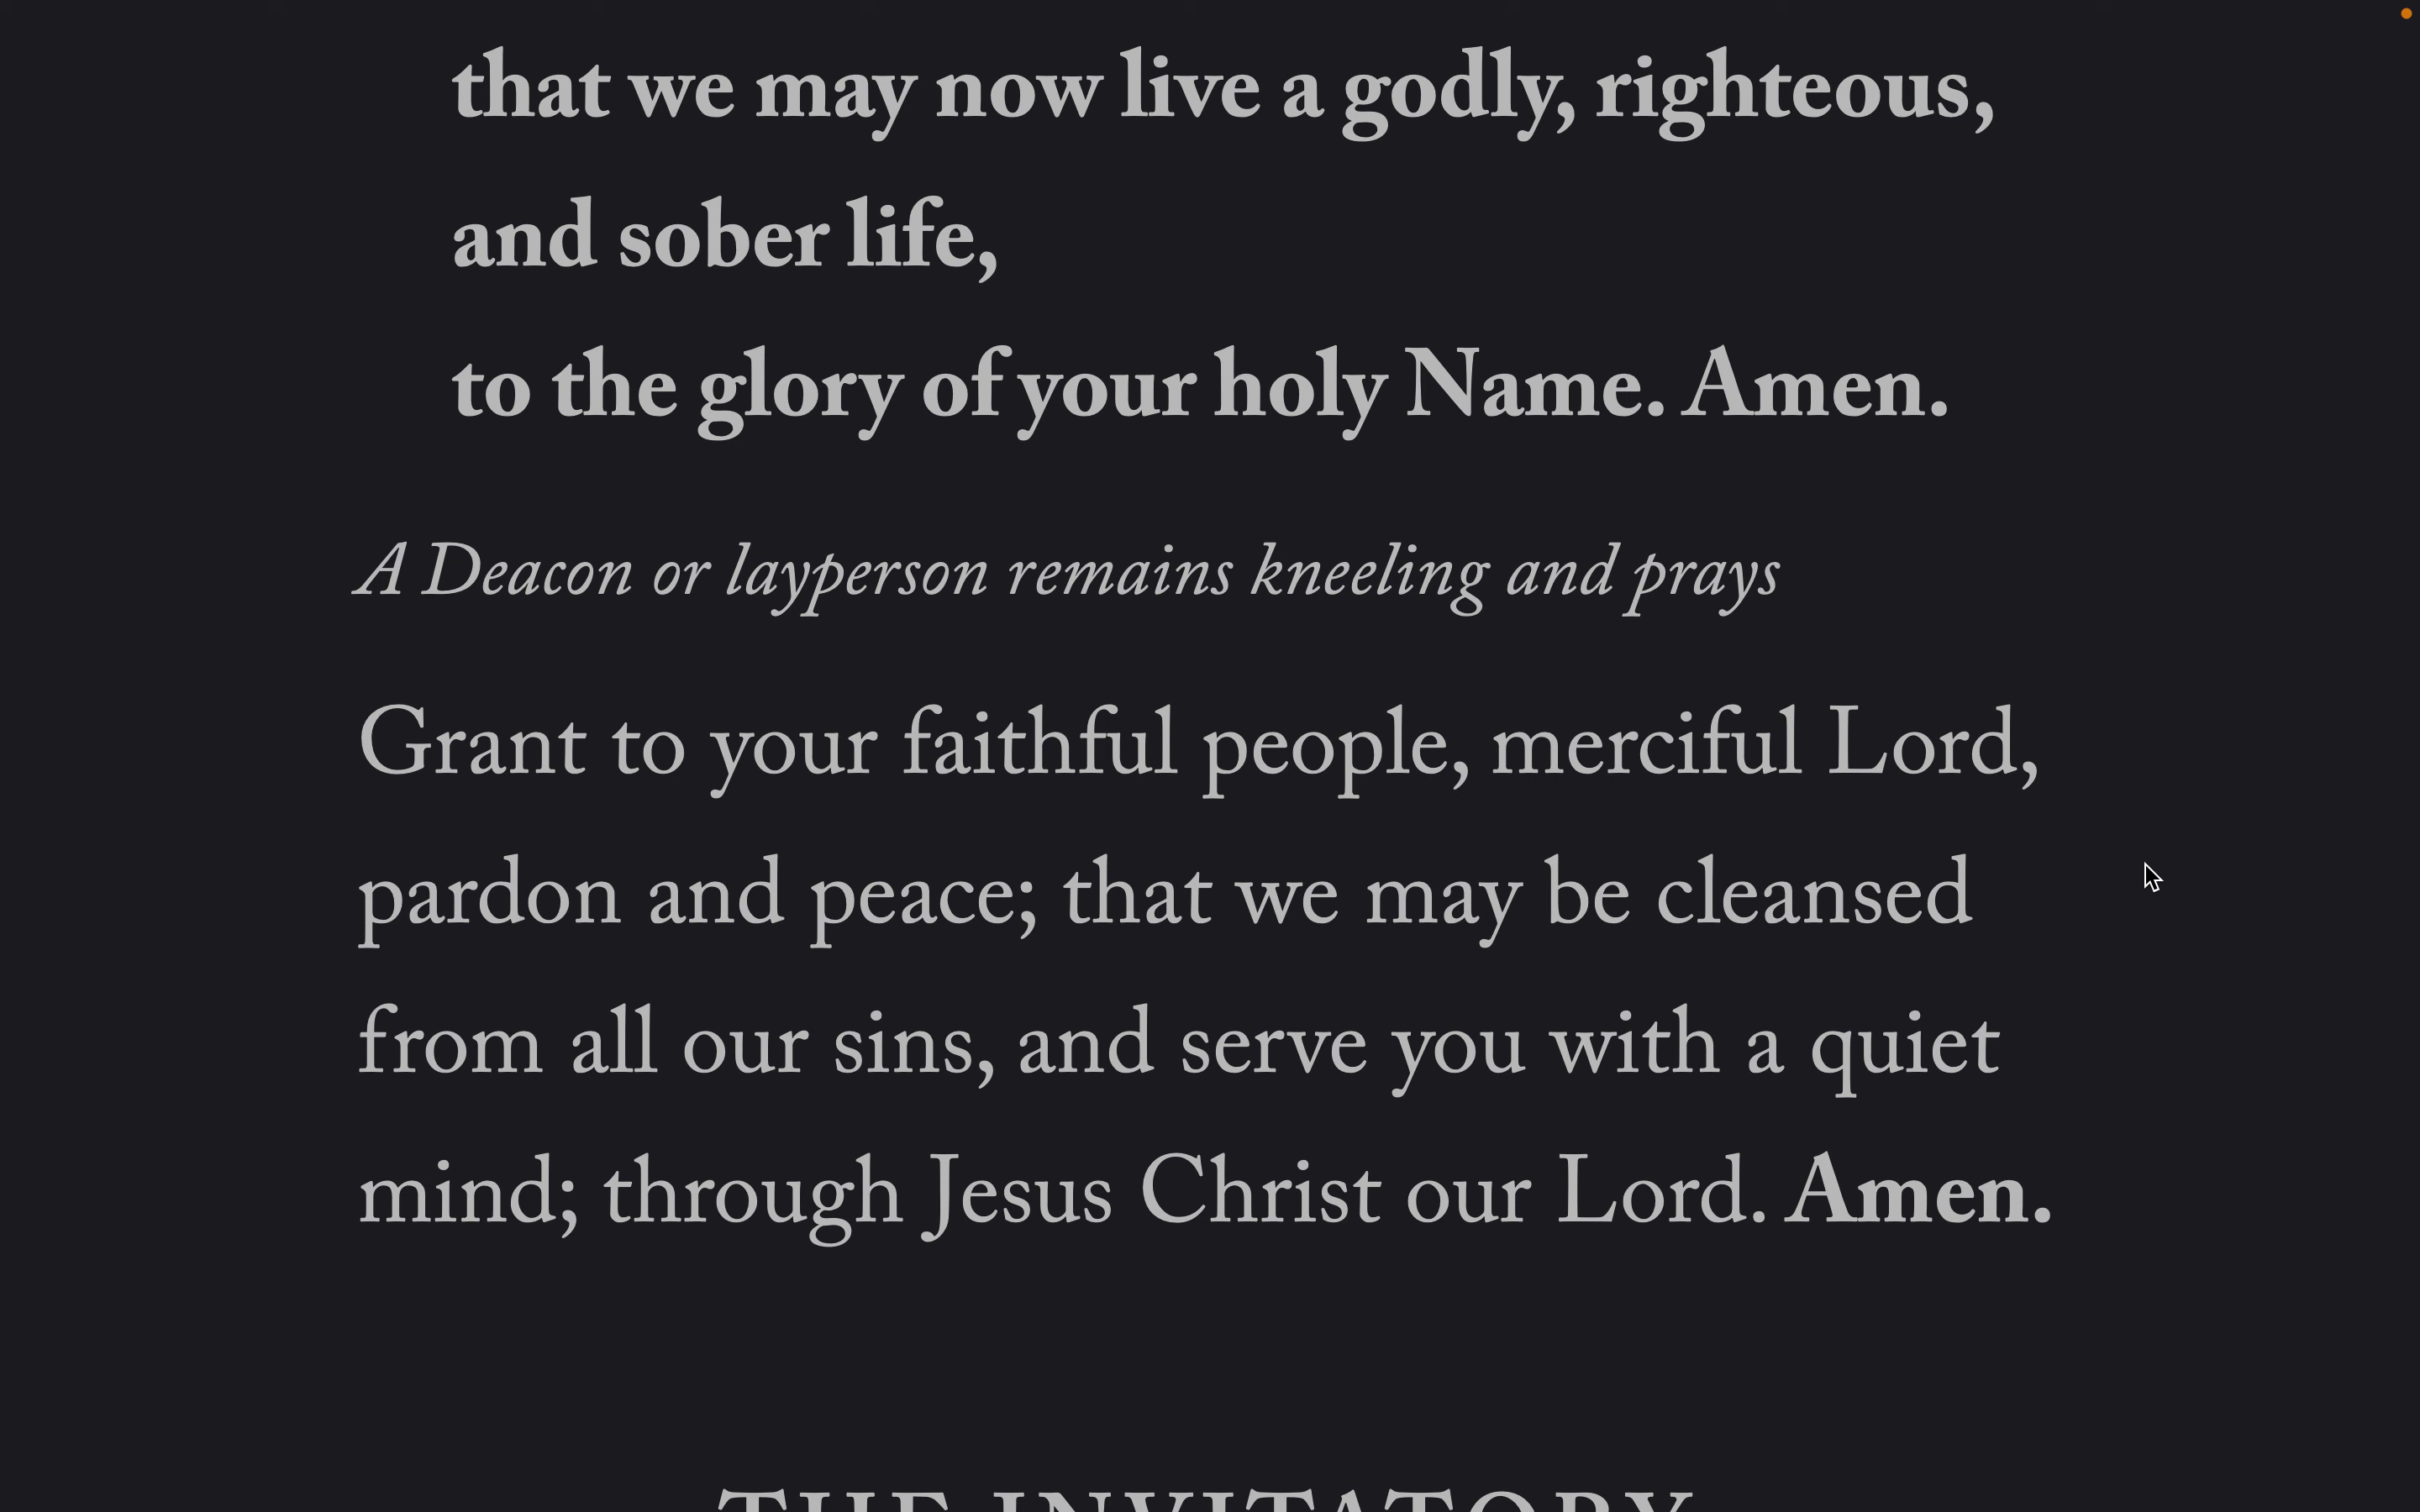 that we may now live a godly, righteous,
and sober life,
to the glory of your holy Name. Amen.
A Deacon or layperson remains kneeling and prays
Grant to your faithful people, merciful Lord,
pardon and peace; that we may be cleansed
from all our sins, and serve you with a quiet
mind; through Jesus Christ our Lord. Amen.
THE INVITATORY